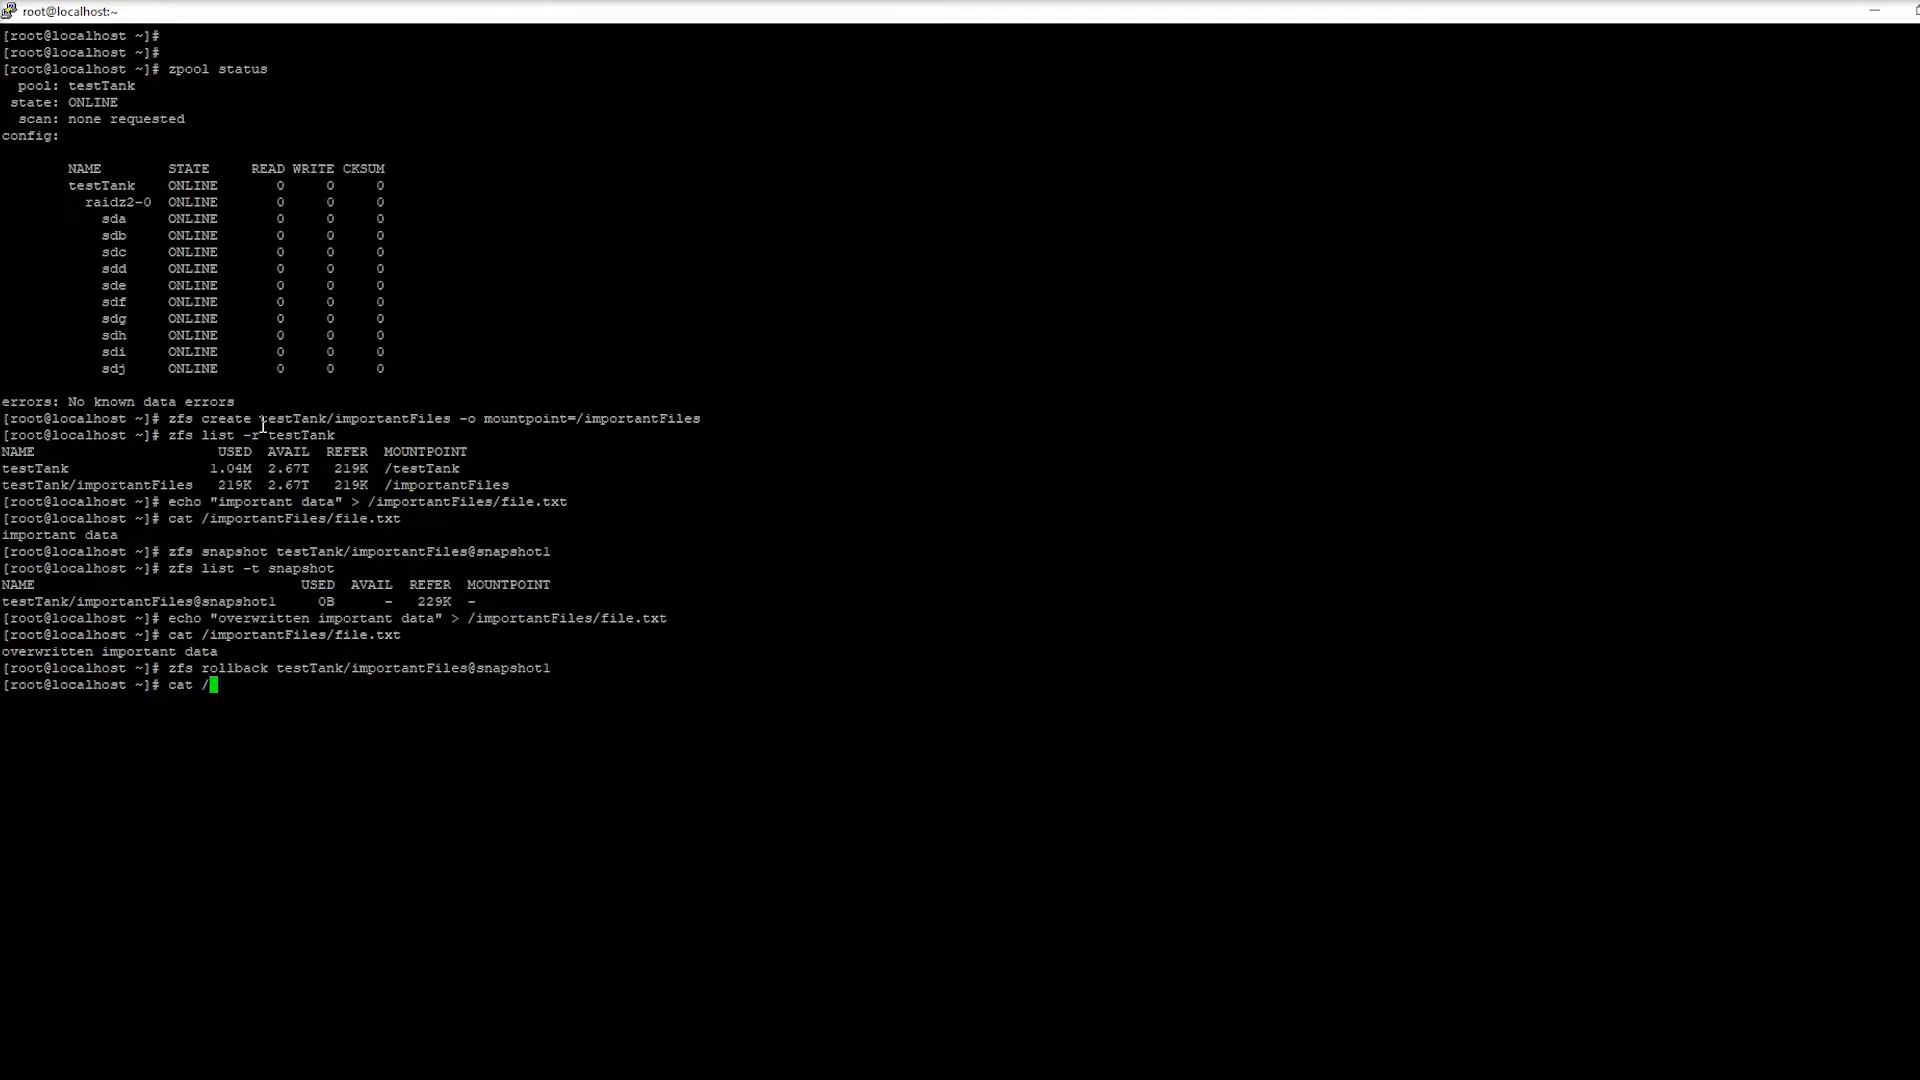 root@localhost:~
[root@localhost ~]#
[root@localhost ~]#
[root@localhost ~]# zpool status
  pool: testTank
 state: ONLINE
  scan: none requested
config:

        NAME        STATE     READ WRITE CKSUM
        testTank    ONLINE       0     0     0
          raidz2-0  ONLINE       0     0     0
            sda     ONLINE       0     0     0
            sdb     ONLINE       0     0     0
            sdc     ONLINE       0     0     0
            sdd     ONLINE       0     0     0
            sde     ONLINE       0     0     0
            sdf     ONLINE       0     0     0
            sdg     ONLINE       0     0     0
            sdh     ONLINE       0     0     0
            sdi     ONLINE       0     0     0
            sdj     ONLINE       0     0     0

errors: No known data errors
[root@localhost ~]# zfs create testTank/importantFiles -o mountpoint=/importantFiles
[root@localhost ~]# zfs list -r testTank
NAME                      USED  AVAIL  REFER  MOUNTPOINT
testTank                 1.04M  2.67T   219K  /testTank
testTank/importantFiles   219K  2.67T   219K  /importantFiles
[root@localhost ~]# echo "important data" > /importantFiles/file.txt
[root@localhost ~]# cat /importantFiles/file.txt
important data
[root@localhost ~]# zfs snapshot testTank/importantFiles@snapshot1
[root@localhost ~]# zfs list -t snapshot
NAME                                USED  AVAIL  REFER  MOUNTPOINT
testTank/importantFiles@snapshot1     0B      -   229K  -
[root@localhost ~]# echo "overwritten important data" > /importantFiles/file.txt
[root@localhost ~]# cat /importantFiles/file.txt
overwritten important data
[root@localhost ~]# zfs rollback testTank/importantFiles@snapshot1
[root@localhost ~]# cat /